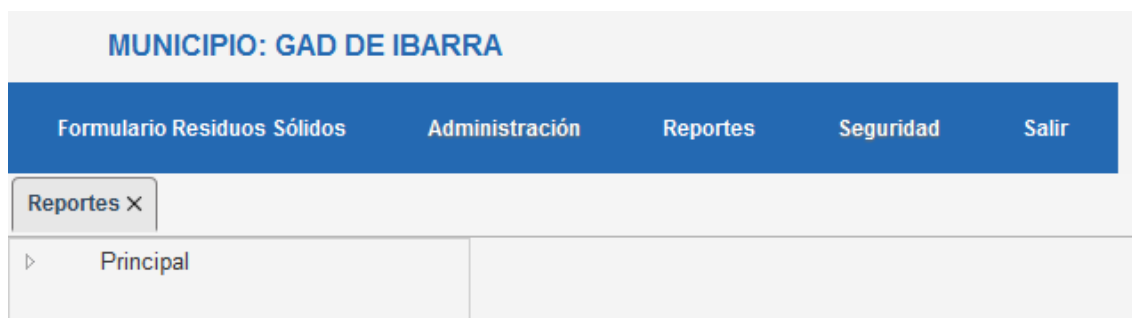 MUNICIPIO: GAD DE IBARRA
Formulario Residuos Sólidos Administración Reportes Seguridad Salir
Reportes
Principal